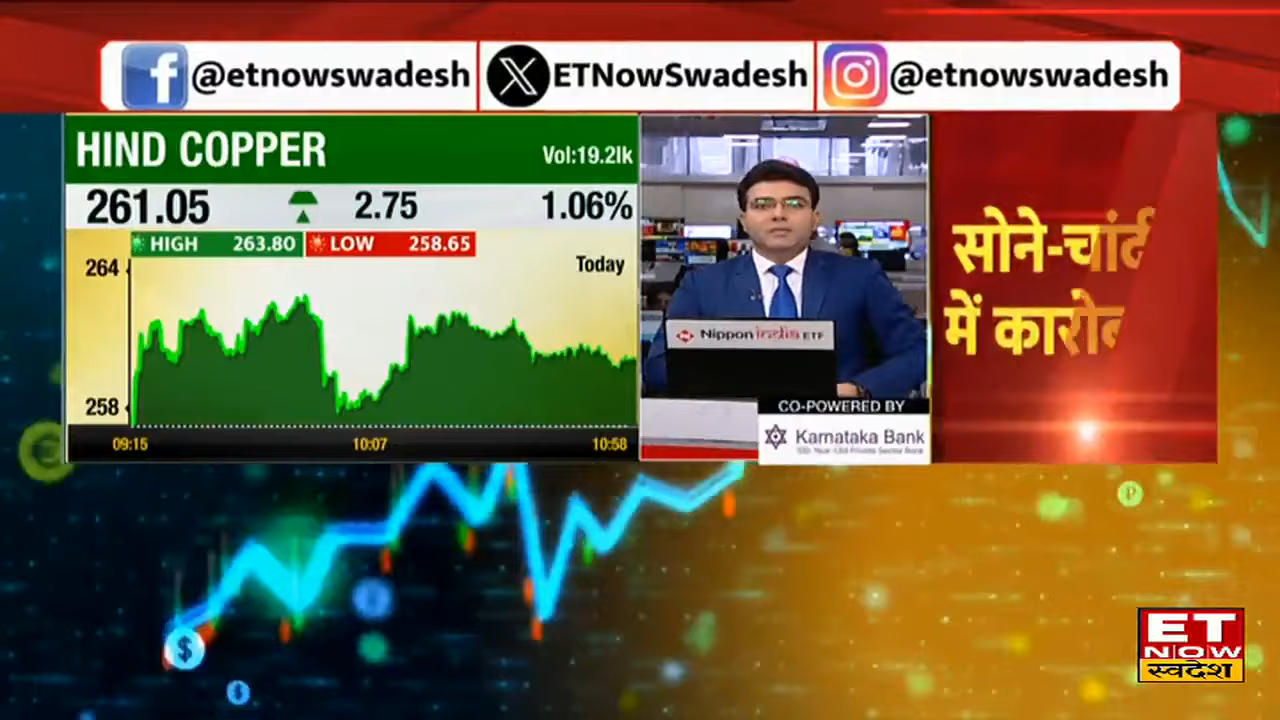 @etnowswadesh
ETNowSwadesh
@etnowswadesh
HIND COPPER
Vol:19.2lk
261.05 2.75 1.06%
HIGH 263.80 LOW 258.65
Today
264
258
09:15 10:07 10:58
Nippon india ETF
CO-POWERED BY
Karnataka Bank
सोने-चांदी
में
ET
NOW
स्वदेश